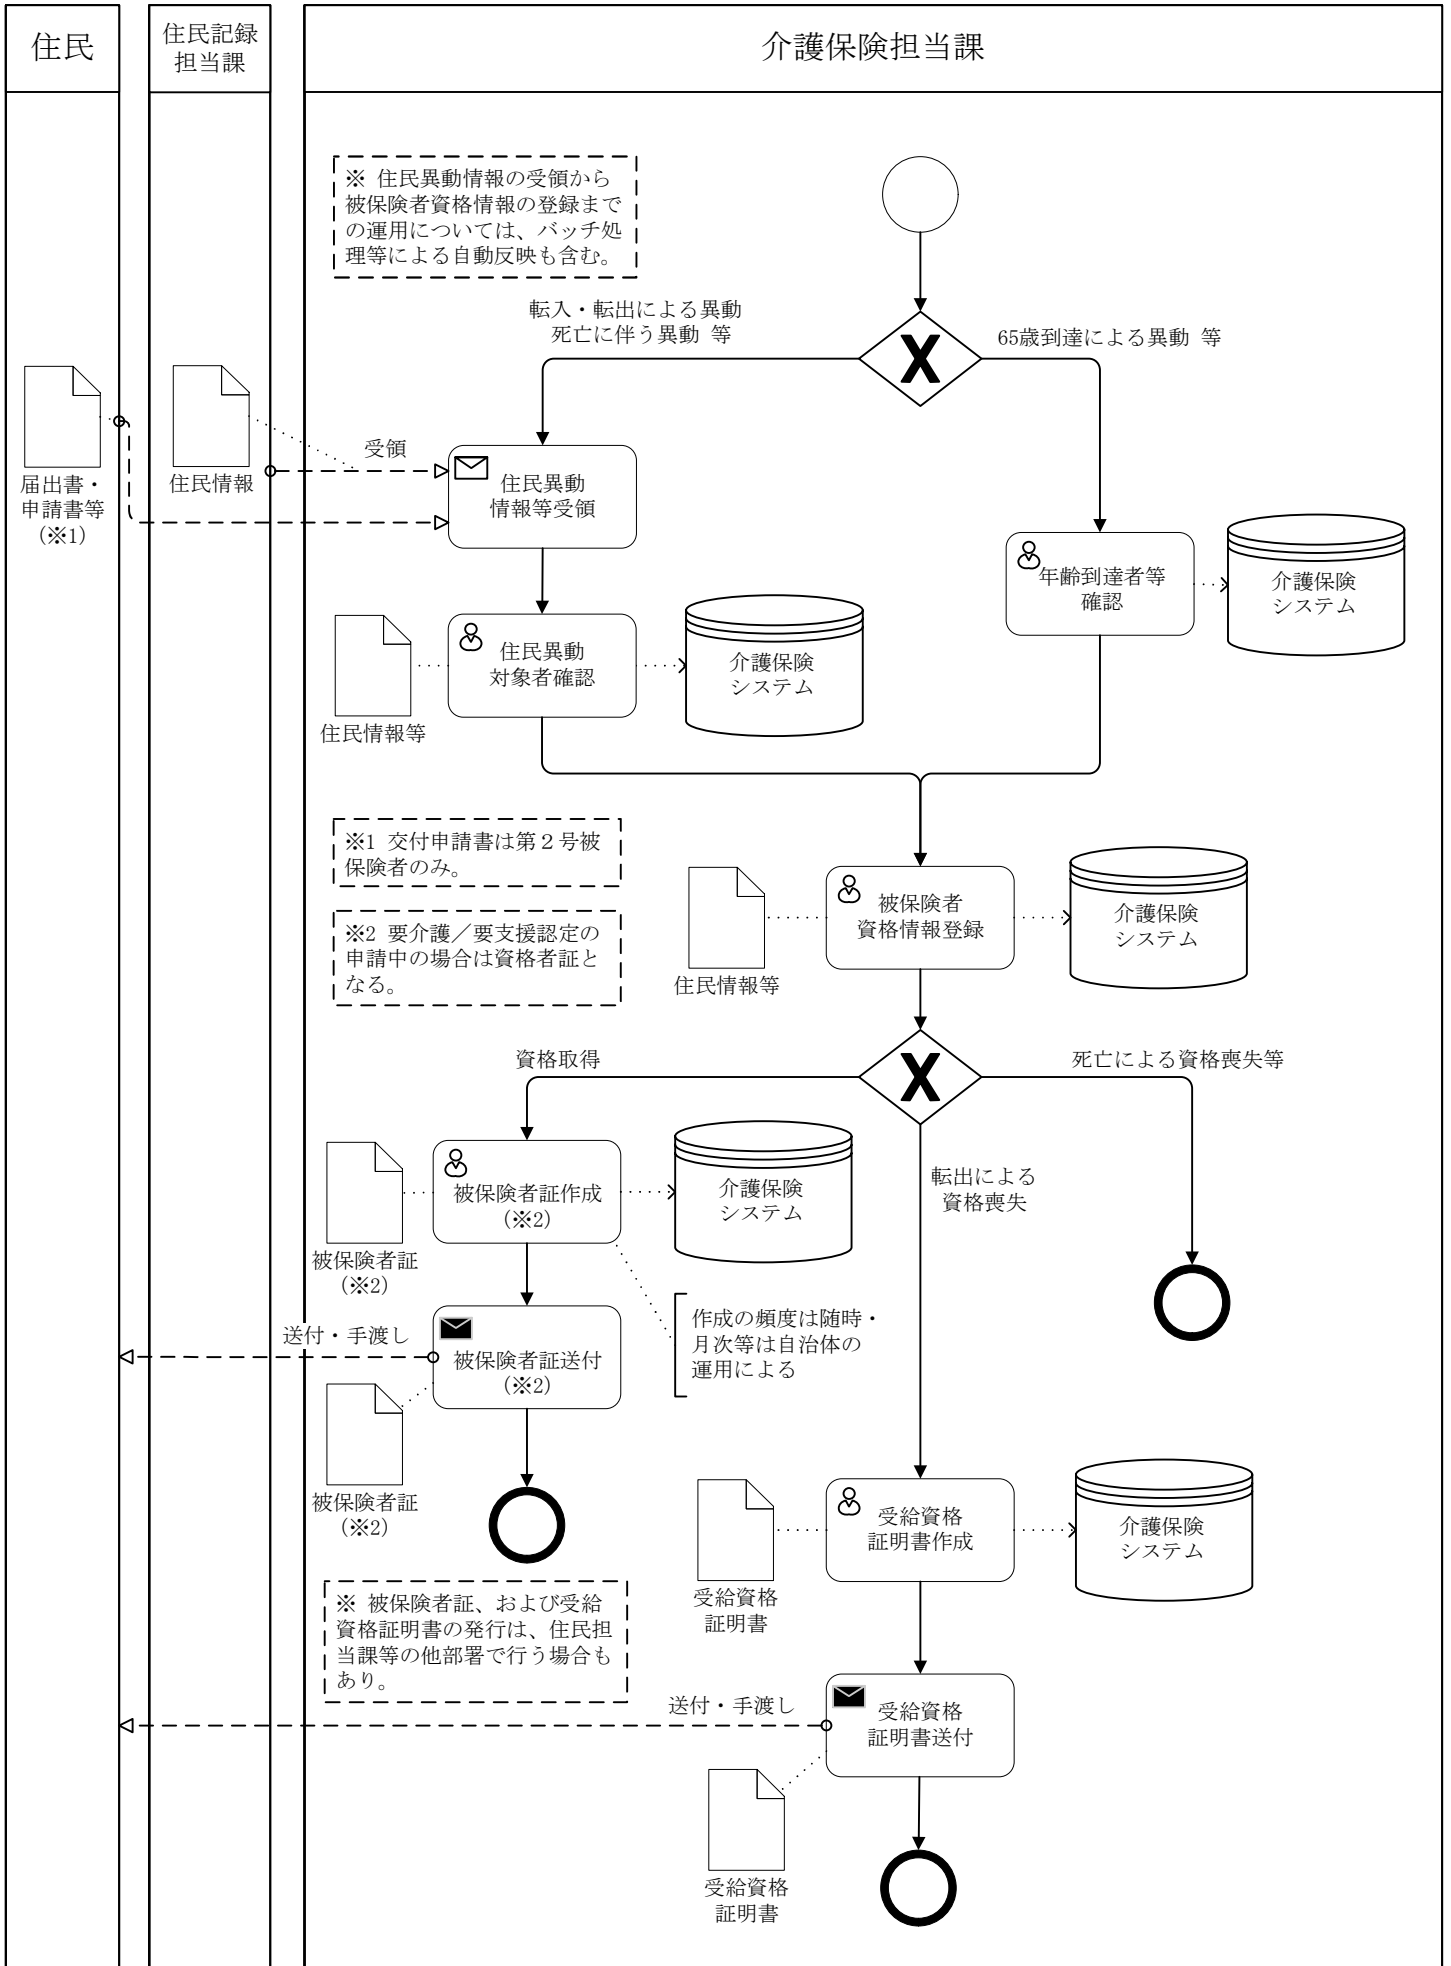 住民
住民記録
担当課
介護保険担当課
※ 住民異動情報の受領から
被保険者資格情報の登録まで
の運用については、バッチ処
理等による自動反映も含む。
転入・転出による異動
死亡に伴う異動 等
65歳到達による異動 等
X
届出書・
申請書等
(※1)
住民情報
受領
住民異動
情報等受領
年齢到達者等
確認
介護保険
システム
住民情報等
住民異動
対象者確認
介護保険
システム
※1 交付申請書は第２号被
保険者のみ。
※2 要介護／要支援認定の
申請中の場合は資格者証と
なる。
住民情報等
被保険者
資格情報登録
介護保険
システム
資格取得
X
死亡による資格喪失等
転出による
資格喪失
被保険者証
(※2)
被保険者証作成
(※2)
介護保険
システム
作成の頻度は随時・
月次等は自治体の
運用による
送付・手渡し
被保険者証送付
(※2)
被保険者証
(※2)
受給資格
証明書
受給資格
証明書作成
介護保険
システム
※ 被保険者証、および受給
資格証明書の発行は、住民担
当課等の他部署で行う場合も
あり。
送付・手渡し
受給資格
証明書送付
受給資格
証明書